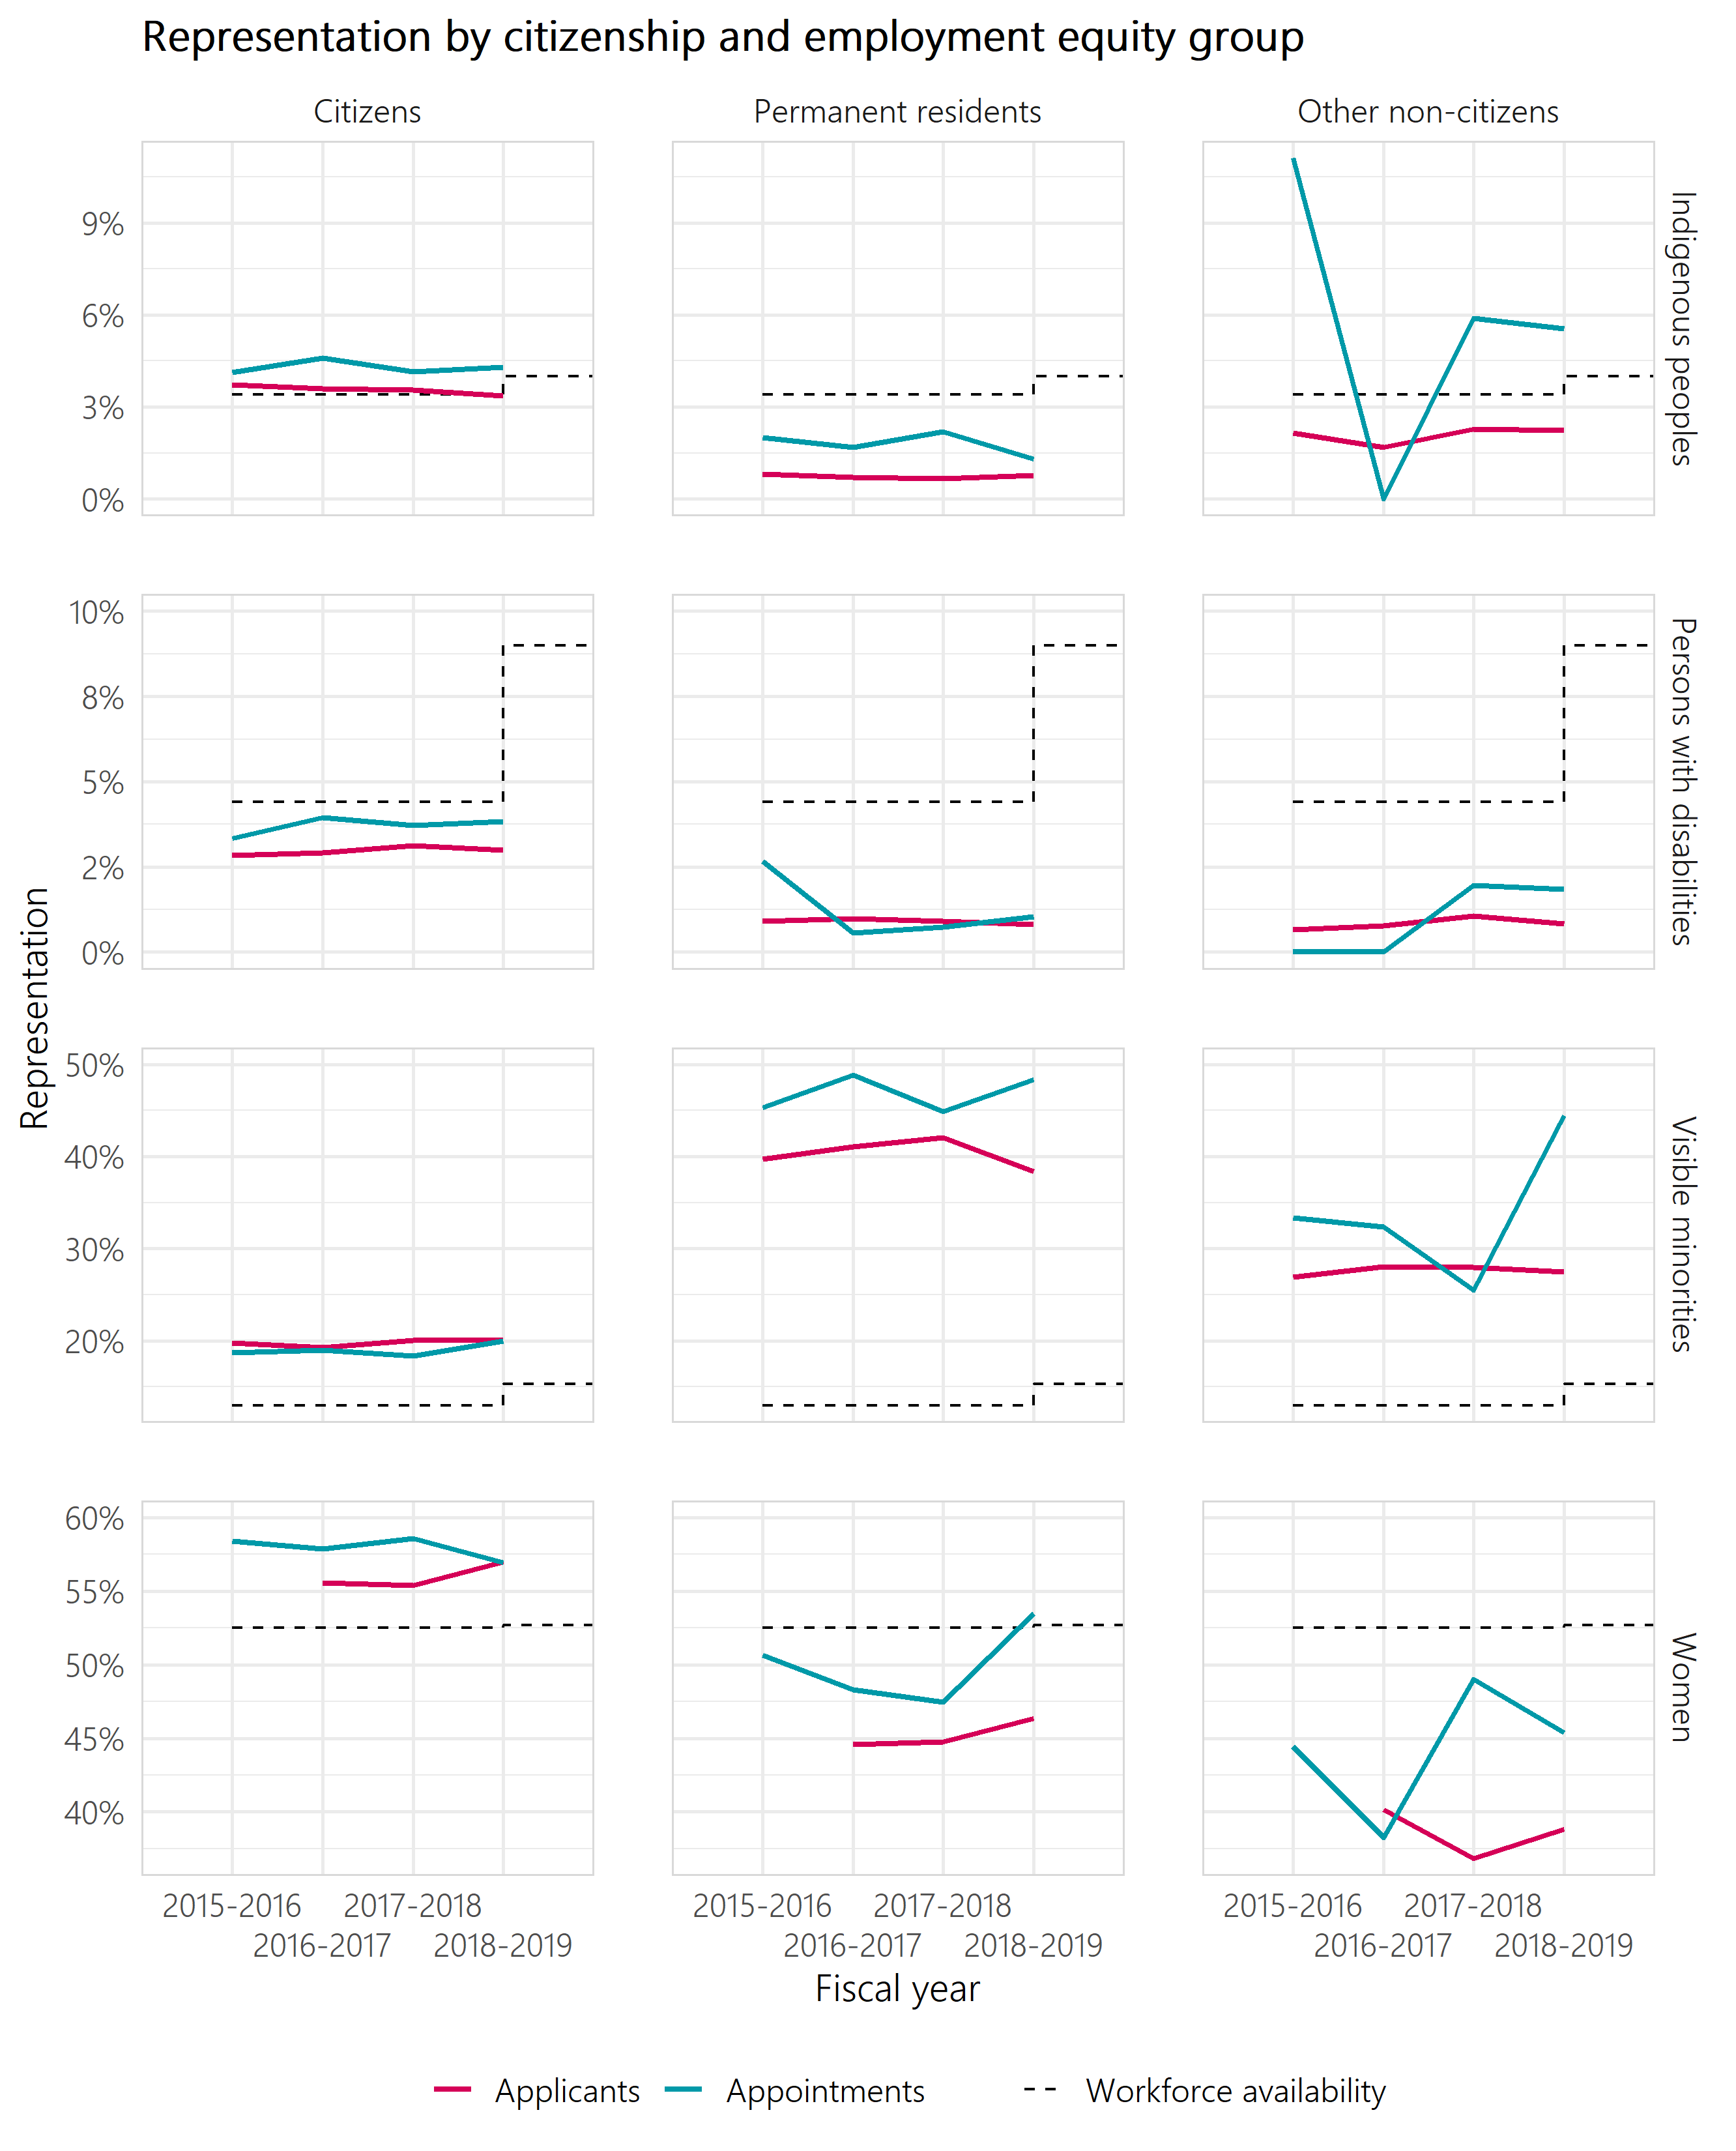 Representation by citizenship and employment equity group
Citizens
Permanent residents
Other non-citizens
9%
6%
3%
0%
Indigenous peoples
10%
8%
5%
2%
0%
Persons with disabilities
Representation
50%
40%
30%
20%
Visible minorities
60%
55%
50%
45%
40%
Women
2015-2016
2016-2017
2017-2018
2018-2019
2015-2016
2016-2017
2017-2018
2018-2019
2015-2016
2016-2017
2017-2018
2018-2019
Fiscal year
Applicants
Appointments
Workforce availability